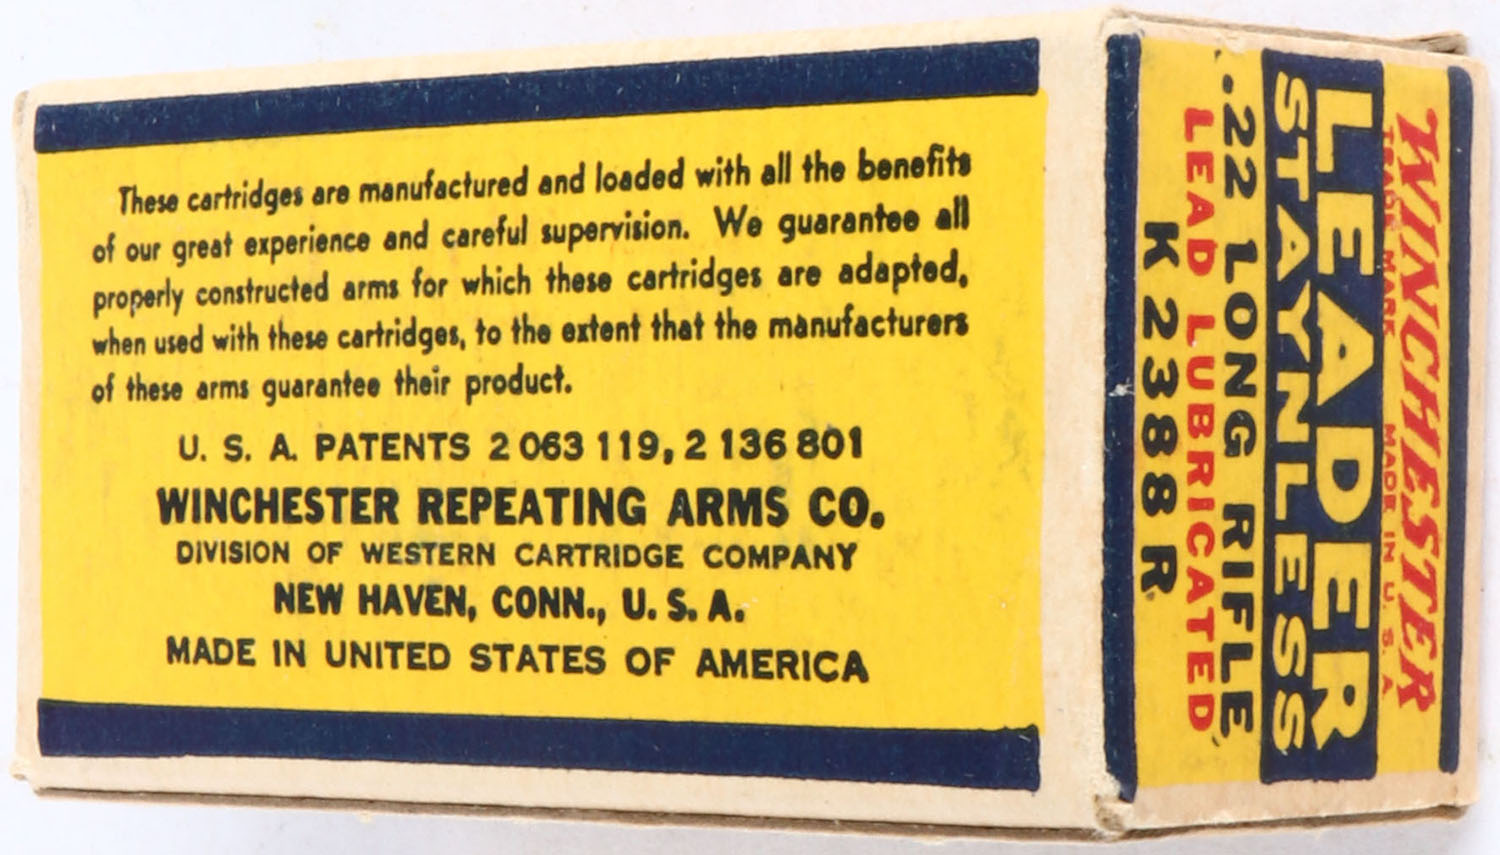 These cartridges are manufactured and loaded with all the benefits
of our great experience and careful supervision. We guarantee all
properly constructed arms for which these cartridges are adapted,
when used with these cartridges, to the extent that the manufacturers
of these arms guarantee their product.
U. S. A. PATENTS 2 063 119, 2 136 801
WINCHESTER REPEATING ARMS CO.
DIVISION OF WESTERN CARTRIDGE COMPANY
NEW HAVEN, CONN., U. S. A.
MADE IN UNITED STATES OF AMERICA
WINCHESTER
TRADE MARK MADE IN U. S. A
LEADER
STAYNLESS
.22 LONG RIFLE
LEAD LUBRICATED
K 2388 R